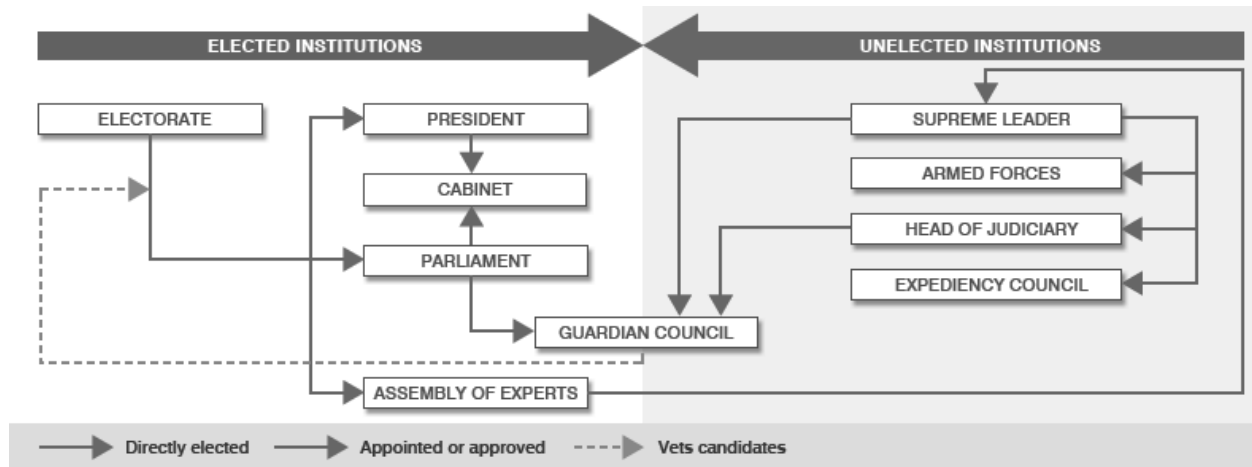 ELECTED INSTITUTIONS
UNELECTED INSTITUTIONS
ELECTORATE
PRESIDENT
SUPREME LEADER
ARMED FORCES
CABINET
HEAD OF JUDICIARY
PARLIAMENT
EXPEDIENCY COUNCIL
GUARDIAN COUNCIL
ASSEMBLY OF EXPERTS
Directly elected
Appointed or approved
Vets candidates